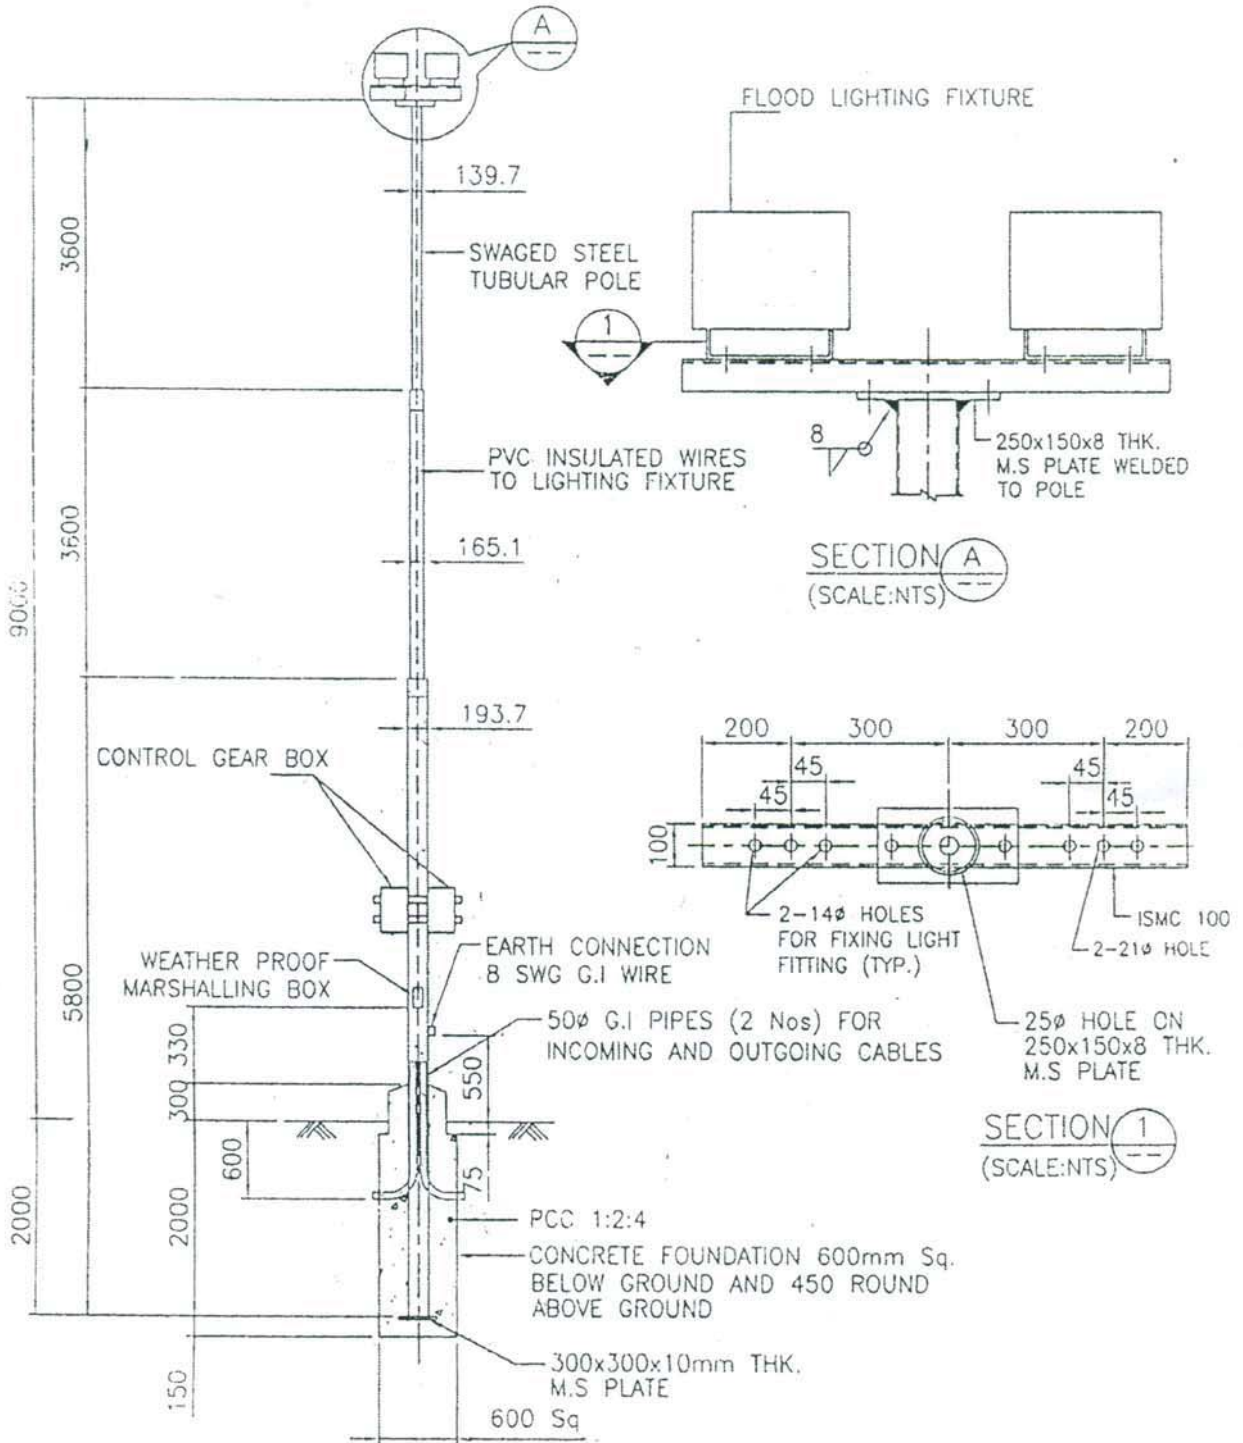 A
FLOOD LIGHTING FIXTURE
139.7
3600
SWAGED STEEL
TUBULAR POLE
1
8
250x150x8 THK.
M.S PLATE WELDED
TO POLE
PVC INSULATED WIRES
TO LIGHTING FIXTURE
3600
165.1
SECTION A
(SCALE:NTS)
9000
193.7
CONTROL GEAR BOX
200 300 300 200
45 45
45 45
100
2-14ø HOLES
FOR FIXING LIGHT
FITTING (TYP.)
ISMC 100
2-21ø HOLE
EARTH CONNECTION
8 SWG G.I WIRE
WEATHER PROOF
MARSHALLING BOX
5800
50ø G.I PIPES (2 Nos) FOR
INCOMING AND OUTGOING CABLES
25ø HOLE ON
250x150x8 THK.
M.S PLATE
330
550
300
SECTION 1
(SCALE:NTS)
600
75
2000
2000
PCC 1:2:4
CONCRETE FOUNDATION 600mm Sq.
BELOW GROUND AND 450 ROUND
ABOVE GROUND
300x300x10mm THK.
M.S PLATE
150
600 Sq